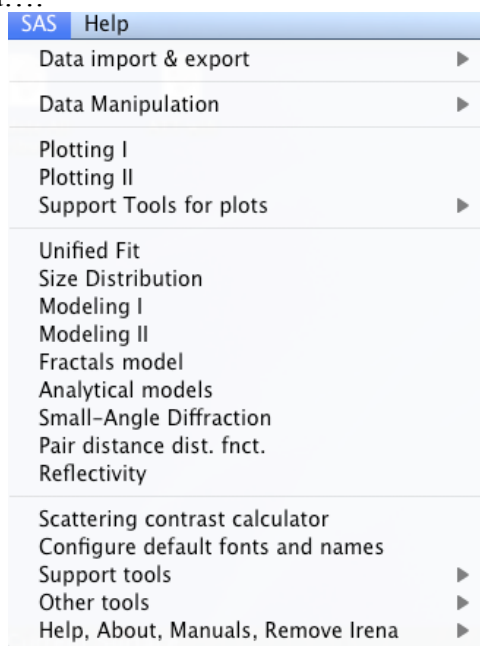 SAS Help
Data import & export
Data Manipulation
Plotting I
Plotting II
Support Tools for plots
Unified Fit
Size Distribution
Modeling I
Modeling II
Fractals model
Analytical models
Small-Angle Diffraction
Pair distance dist. fnct.
Reflectivity
Scattering contrast calculator
Configure default fonts and names
Support tools
Other tools
Help, About, Manuals, Remove Irena